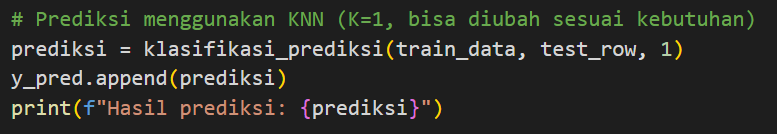 # Prediksi menggunakan KNN (K=1, bisa diubah sesuai kebutuhan)
prediksi = klasifikasi_prediksi(train_data, test_row, 1)
y_pred.append(prediksi)
print(f"Hasil prediksi: {prediksi}")